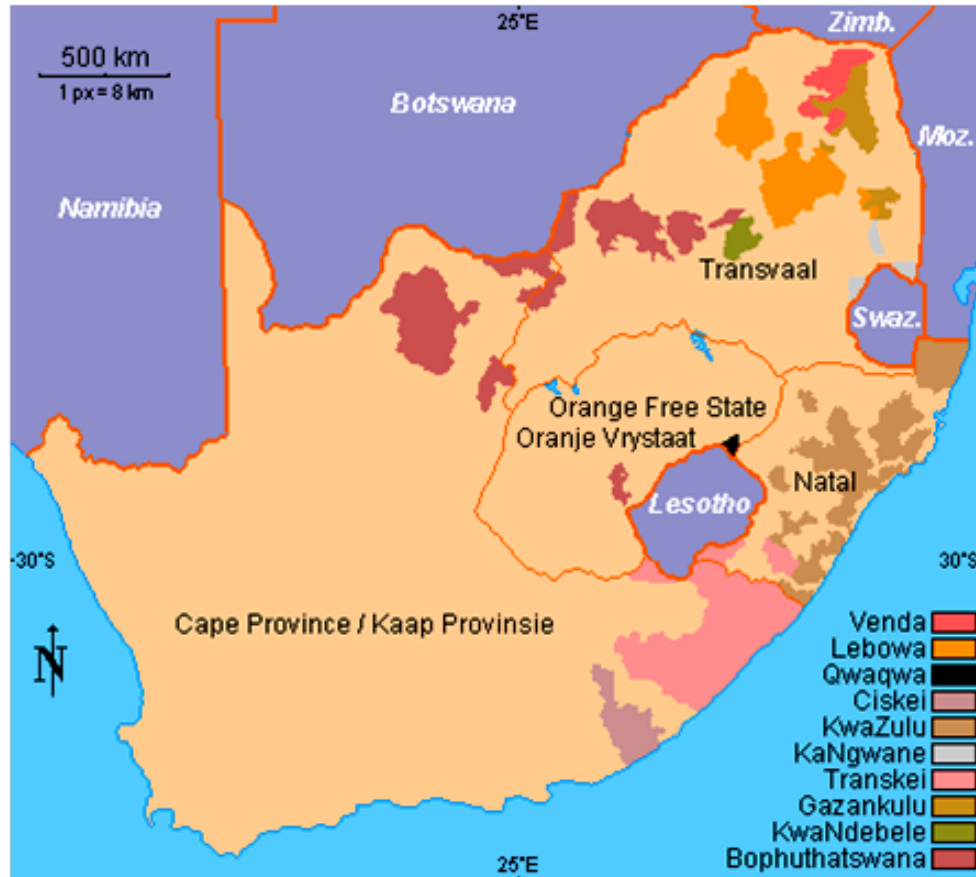 Zimb.
25°E
500 km
1 px = 8 km
Botswana
Moz.
Namibia
Transvaal
Swaz.
Orange Free State
Oranje Vrystaat
Natal
Lesotho
-30°S
30°S
Cape Province / Kaap Provinsie
N
Venda
Lebowa
Qwaqwa
Ciskei
KwaZulu
KaNgwane
Transkei
Gazankulu
KwaNdebele
Bophuthatswana
25°E